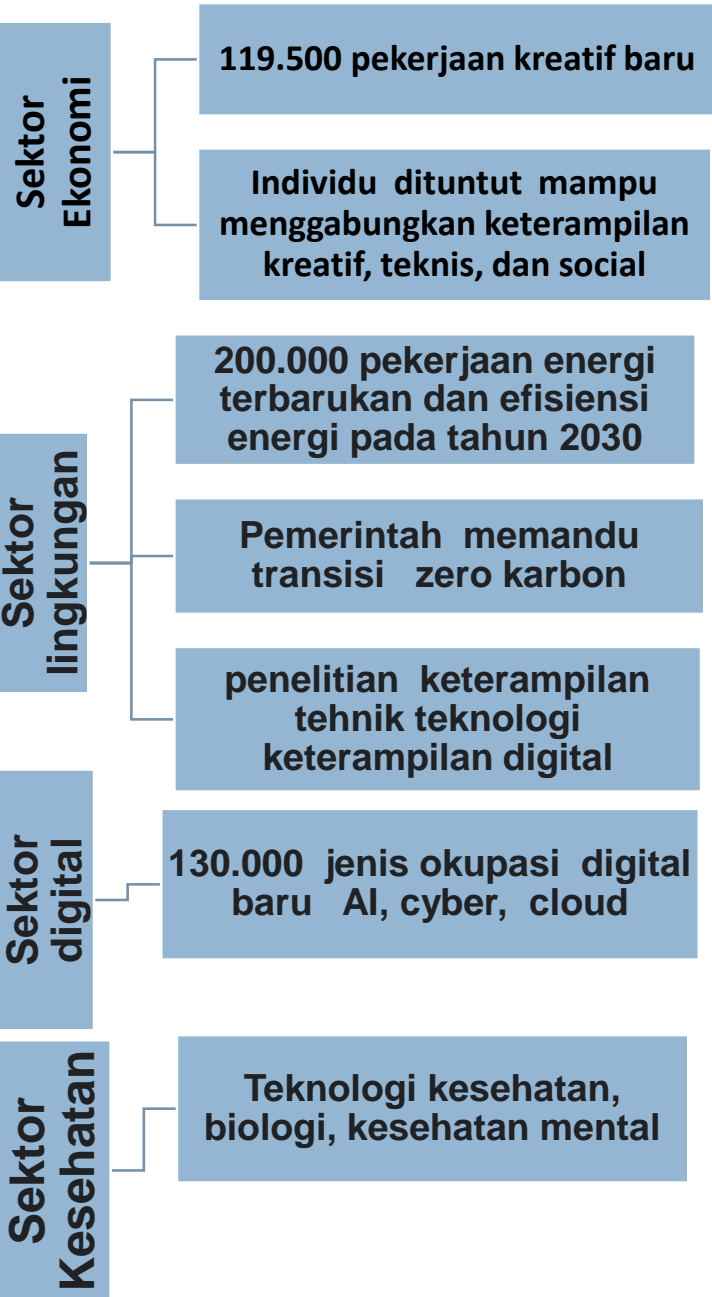 Sektor
Ekonomi
119.500 pekerjaan kreatif baru
Individu dituntut mampu
menggabungkan keterampilan
kreatif, teknis, dan social
Sektor
lingkungan
200.000 pekerjaan energi
terbarukan dan efisiensi
energi pada tahun 2030
Pemerintah memandu
transisi zero karbon
penelitian keterampilan
tehnik teknologi
keterampilan digital
Sektor
digital
130.000 jenis okupasi digital
baru AI, cyber, cloud
Sektor
Kesehatan
Teknologi kesehatan,
biologi, kesehatan mental